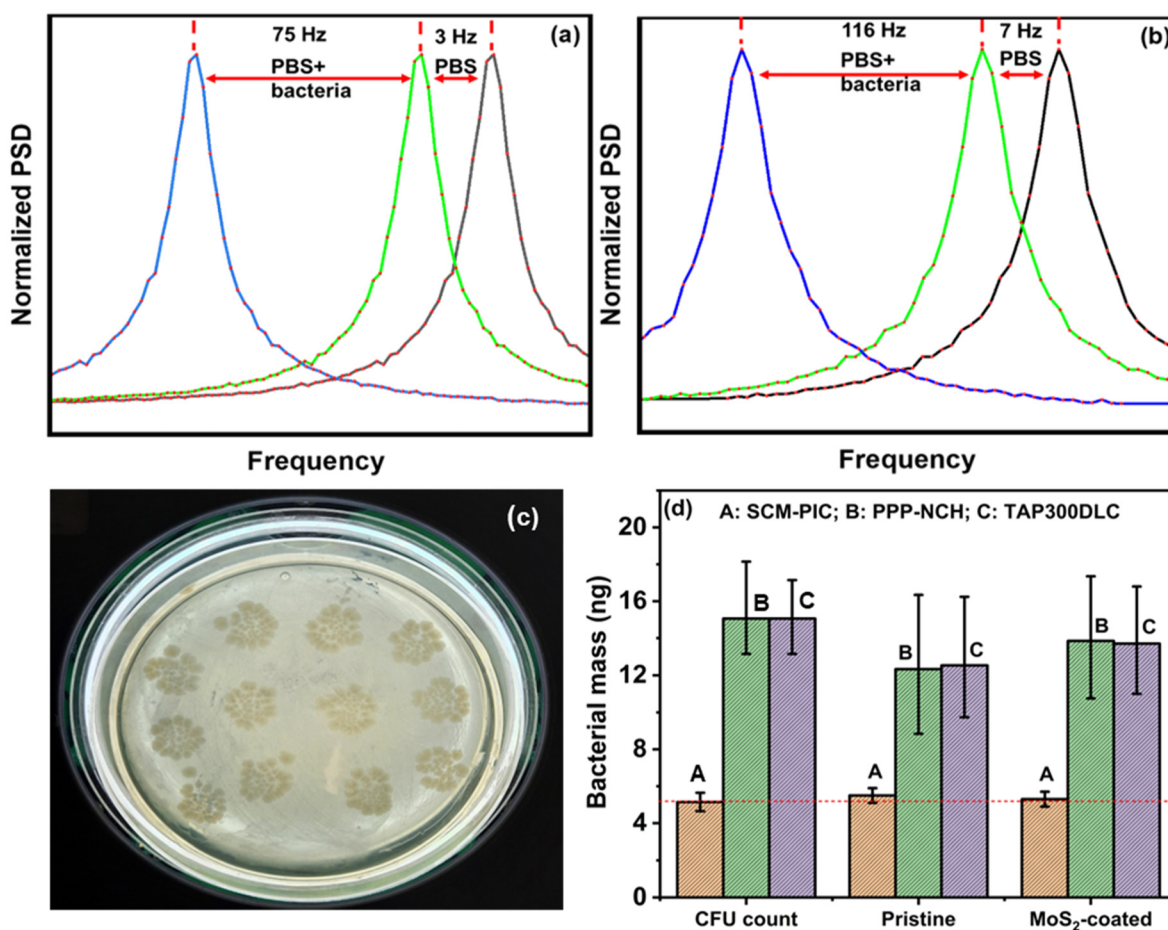 75 Hz
3 Hz
(a)
PBS+
bacteria
PBS
Normalized PSD
Frequency
116 Hz
7 Hz
(b)
PBS+
bacteria
PBS
Normalized PSD
Frequency
(c)
(d)
A: SCM-PIC; B: PPP-NCH; C: TAP300DLC
Bacterial mass (ng)
20
16
12
8
4
0
A
B
C
A
B
C
A
B
C
CFU count
Pristine
MoS₂-coated